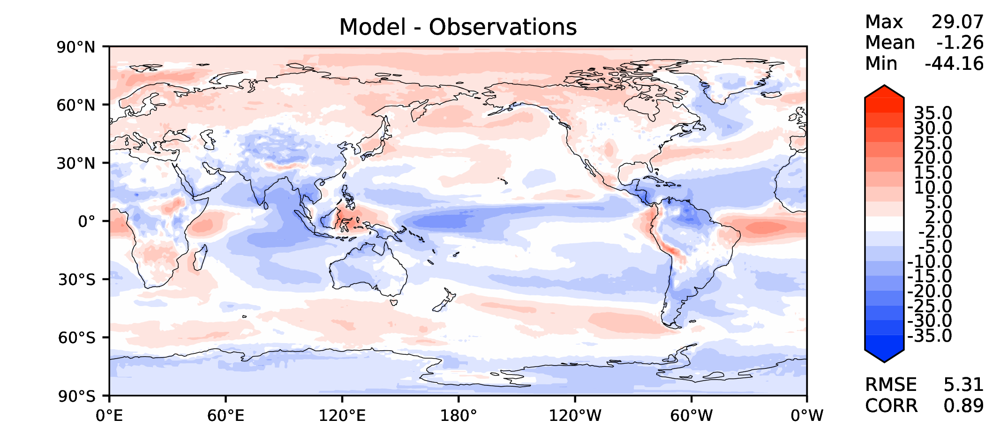 Model - Observations
Max 29.07
Mean -1.26
Min -44.16
90°N
60°N
30°N
0°
30°S
60°S
90°S
0°E 60°E 120°E 180° 120°W 60°W 0°W
35.0
30.0
25.0
20.0
15.0
10.0
5.0
2.0
-2.0
-5.0
-10.0
-15.0
-20.0
-25.0
-30.0
-35.0
RMSE 5.31
CORR 0.89